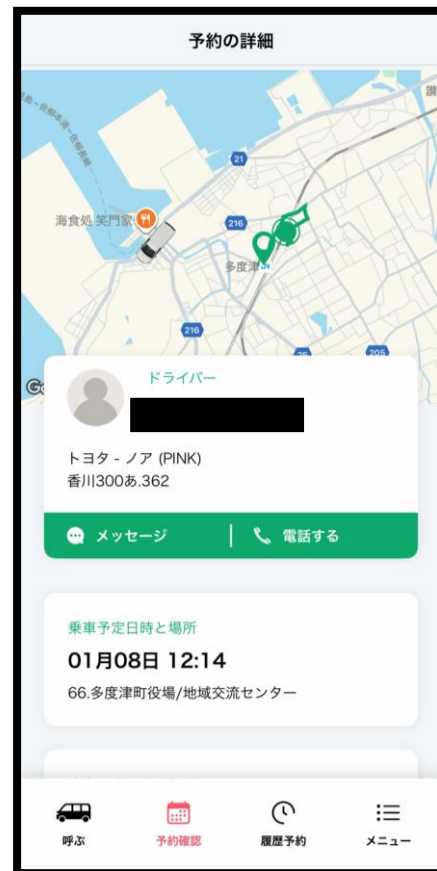 予約の詳細
讃
21
海食処 笑門家
216
多度津
216
25
205
ドライバー
トヨタ - ノア (PINK)
香川300あ.362
メッセージ
電話する
乗車予定日時と場所
01月08日 12:14
66.多度津町役場/地域交流センター
呼ぶ
予約確認
履歴予約
メニュー